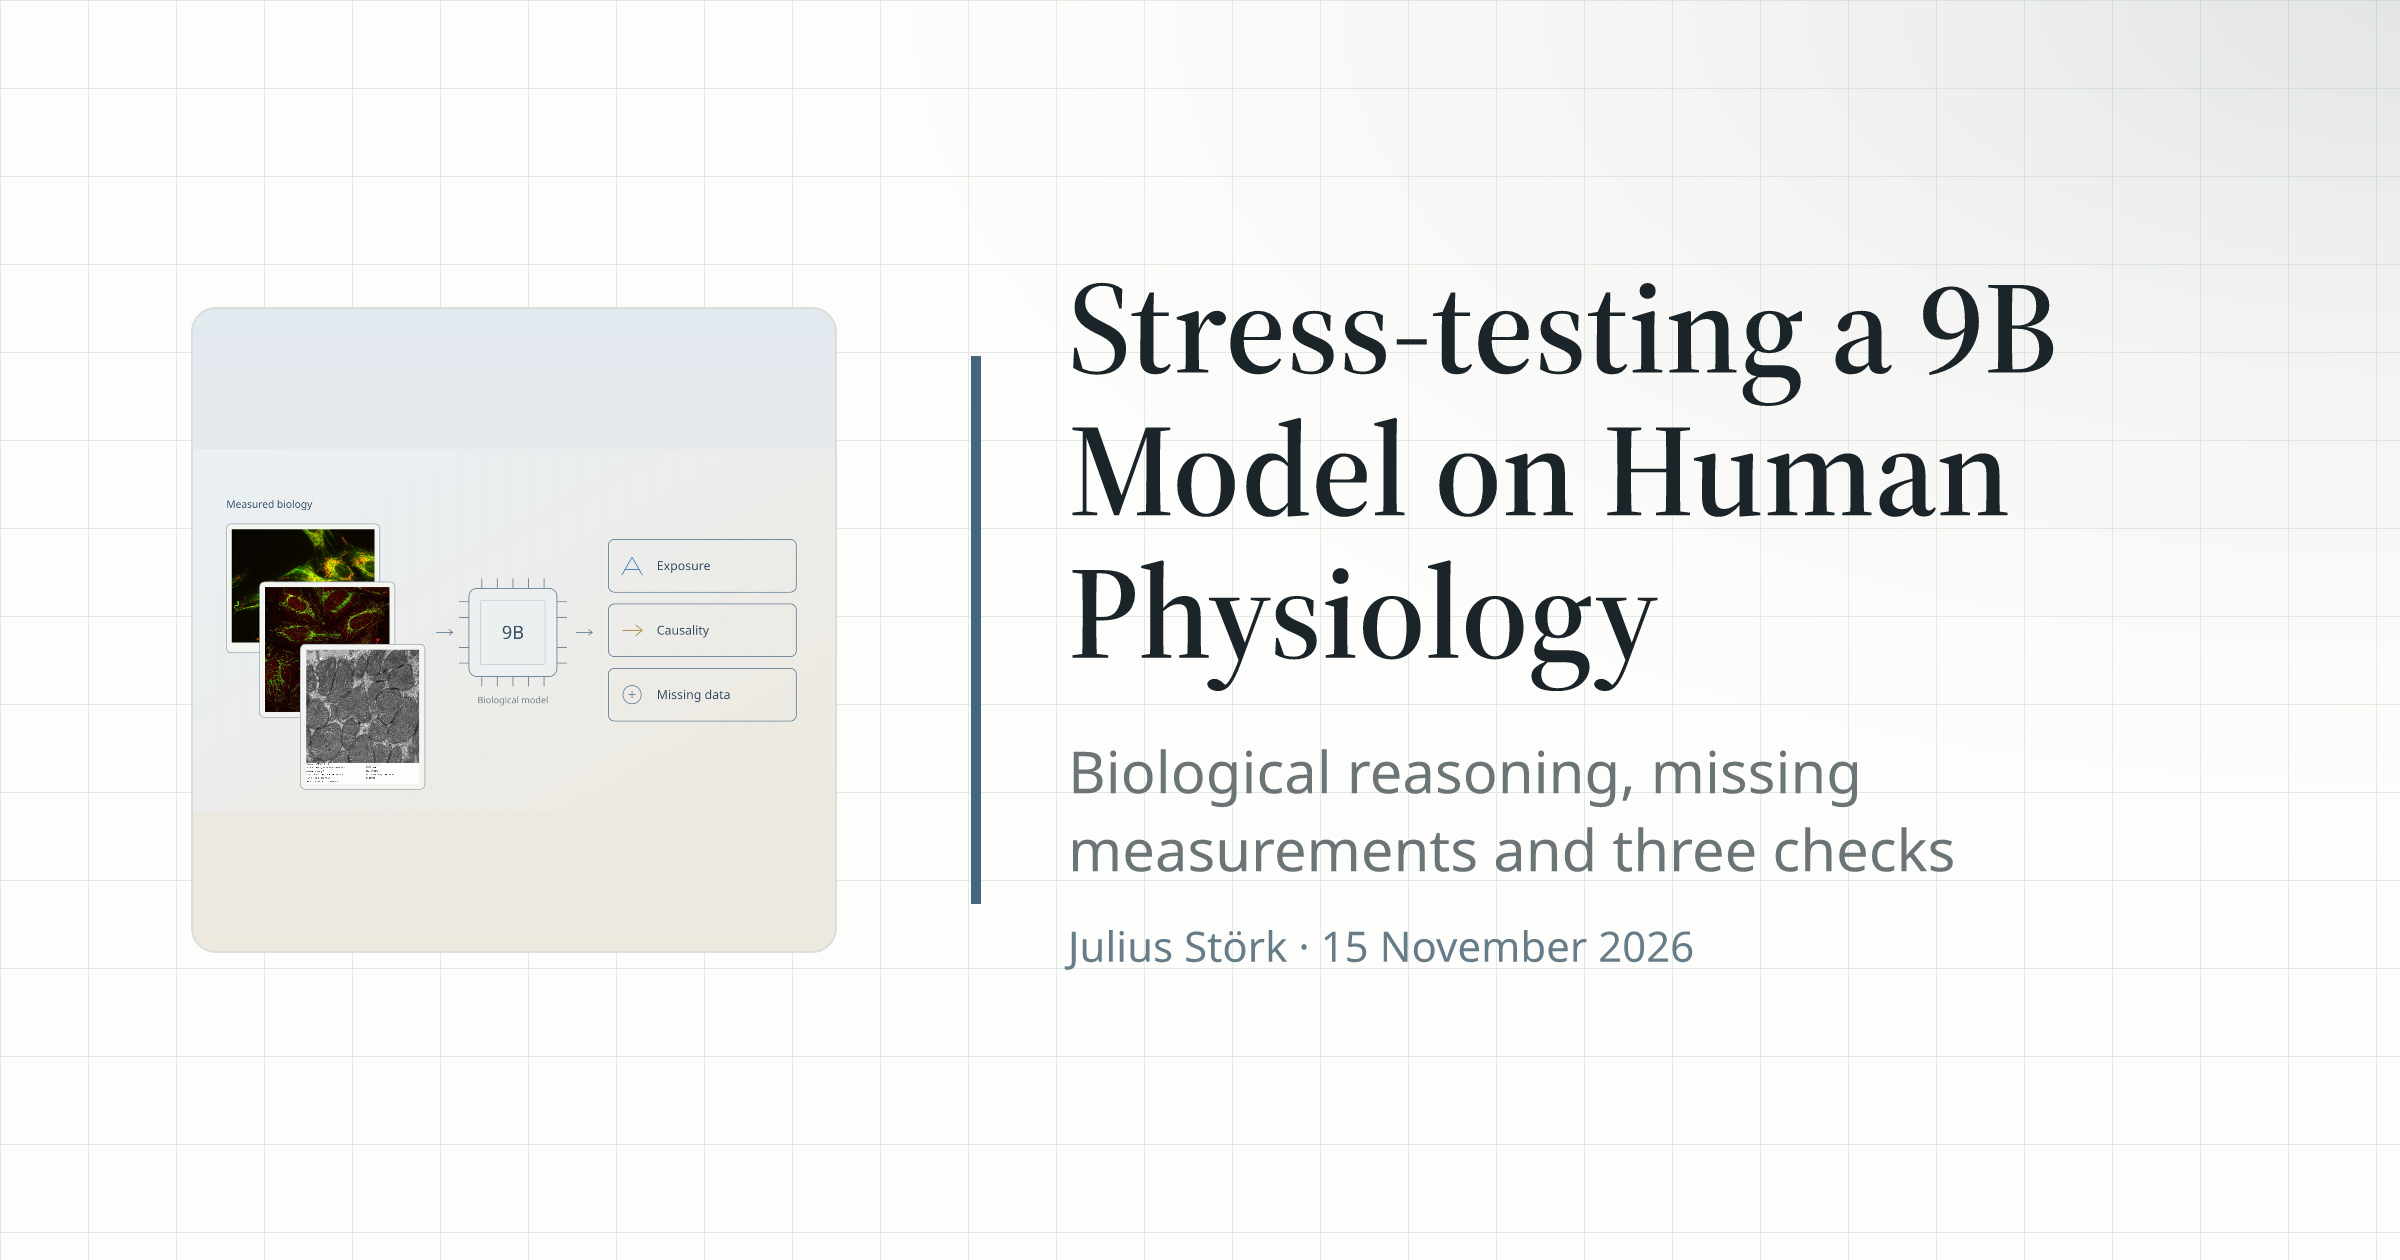 Measured biology
9B
Biological model
Exposure
Causality
Missing data
Stress-testing a 9B
Model on Human
Physiology
Biological reasoning, missing
measurements and three checks
Julius Störk · 15 November 2026